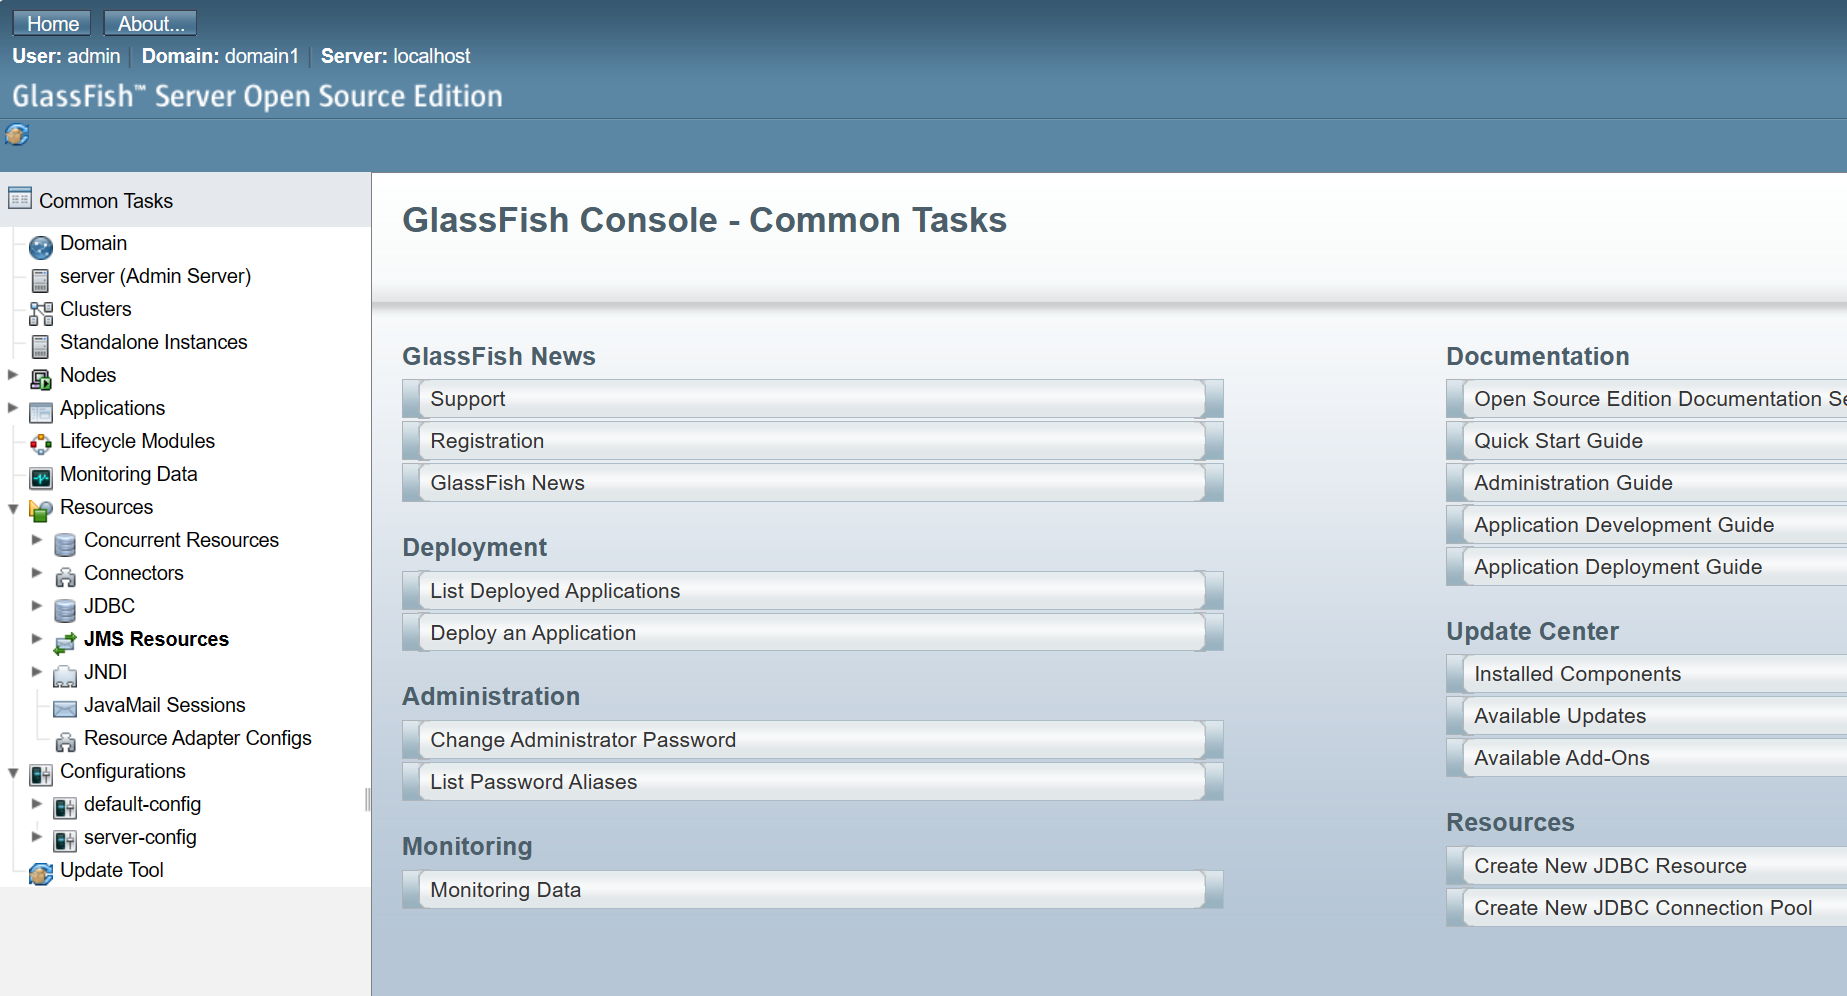 Home About...
User: admin Domain: domain1 Server: localhost
GlassFish™ Server Open Source Edition
Common Tasks
Domain
server (Admin Server)
Clusters
Standalone Instances
Nodes
Applications
Lifecycle Modules
Monitoring Data
Resources
Concurrent Resources
Connectors
JDBC
JMS Resources
JNDI
JavaMail Sessions
Resource Adapter Configs
Configurations
default-config
server-config
Update Tool
GlassFish Console - Common Tasks
GlassFish News
Support
Registration
GlassFish News
Deployment
List Deployed Applications
Deploy an Application
Administration
Change Administrator Password
List Password Aliases
Monitoring
Monitoring Data
Documentation
Open Source Edition Documentation Se
Quick Start Guide
Administration Guide
Application Development Guide
Application Deployment Guide
Update Center
Installed Components
Available Updates
Available Add-Ons
Resources
Create New JDBC Resource
Create New JDBC Connection Pool